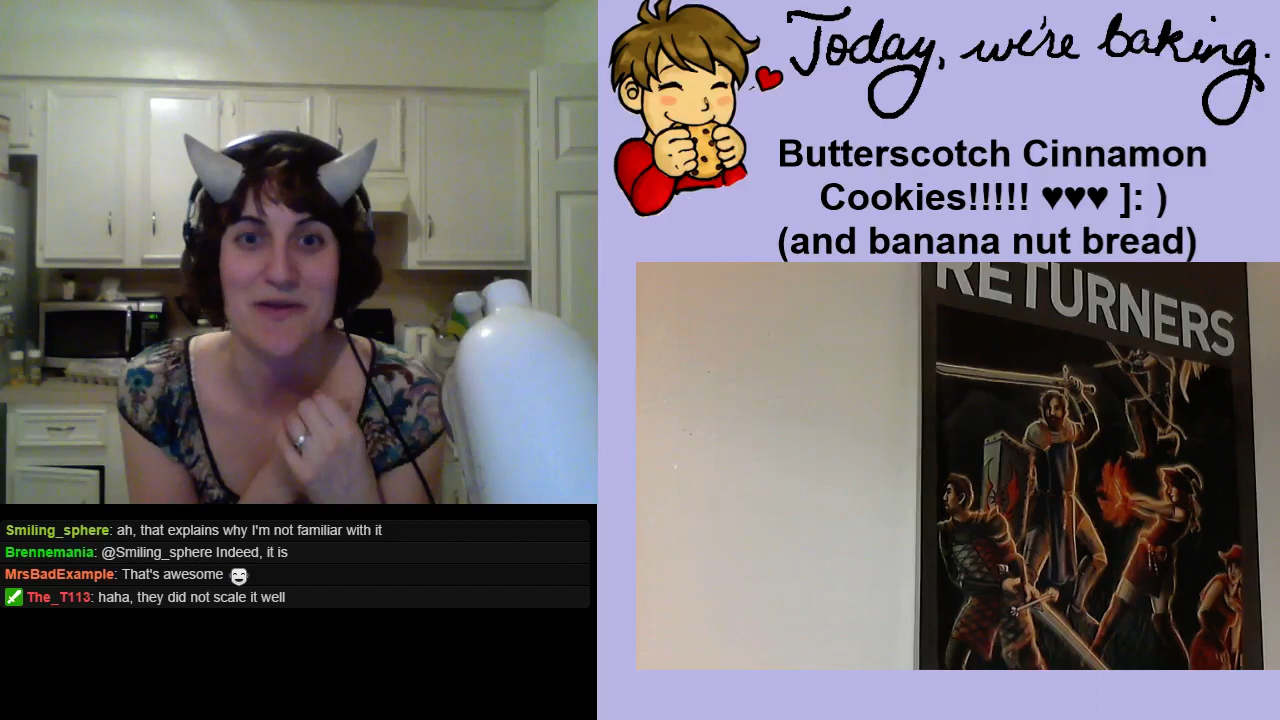 Today, we're baking.
Butterscotch Cinnamon
Cookies!!!!! ♥♥♥ ]: )
(and banana nut bread)
RETURNERS
Smiling_sphere: ah, that explains why I'm not familiar with it
Brennemania: @Smiling_sphere Indeed, it is
MrsBadExample: That's awesome
The_T113: haha, they did not scale it well